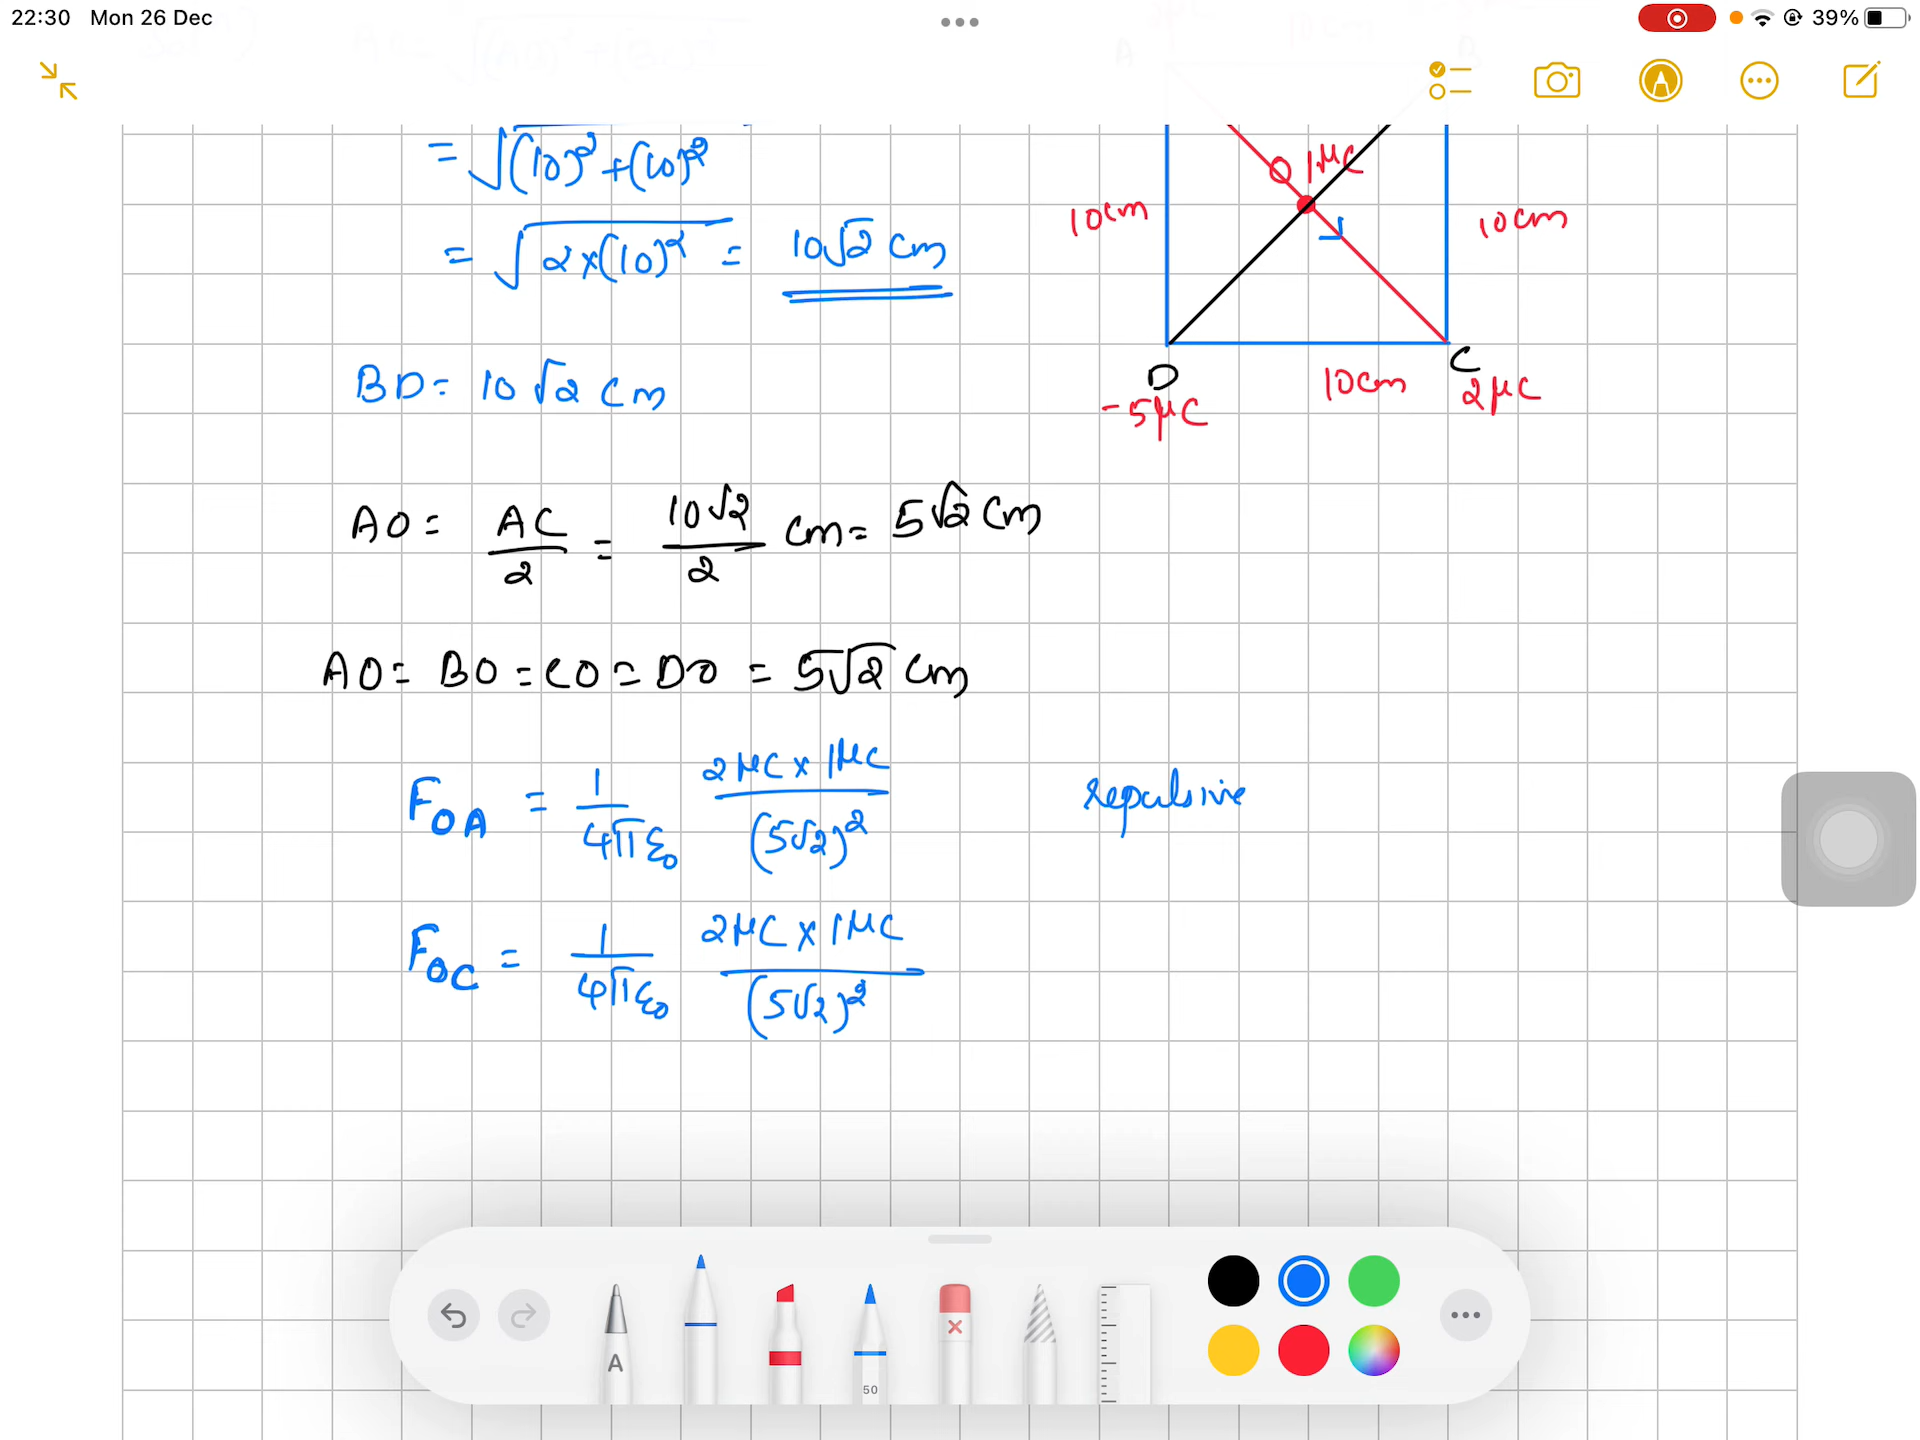 22:30 Mon 26 Dec
39%
= √(10)² + (10)²
= √2×(10)² = 10√2 cm
O 1μC
10cm
10cm
D
C
-5μC
10cm
2μC
BD = 10√2 cm
AO = AC/2 = 10√2/2 cm = 5√2 cm
AO = BO = CO = DO = 5√2 cm
F_OA = 1/4πε₀ 2μC × 1μC/(5√2)² repulsive
F_OC = 1/4πε₀ 2μC × 1μC/(5√2)²
A
50